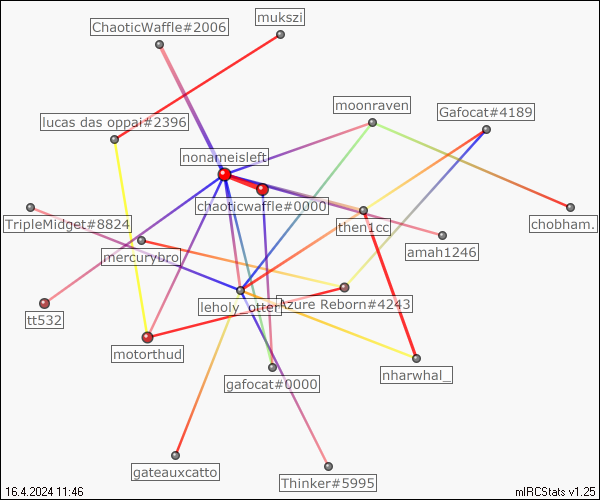 mukszi
ChaoticWaffle#2006
moonraven
Gafocat#4189
lucas das oppai#2396
nonameisleft
chaoticwaffle#0000
TripleMidget#8824
then1cc
chobham.
amah1246
mercurybro
leholy_otter
Azure Reborn#4243
tt532
motorthud
nharwhal_
gafocat#0000
gateauxcatto
Thinker#5995
16.4.2024 11:46
mIRCStats v1.25